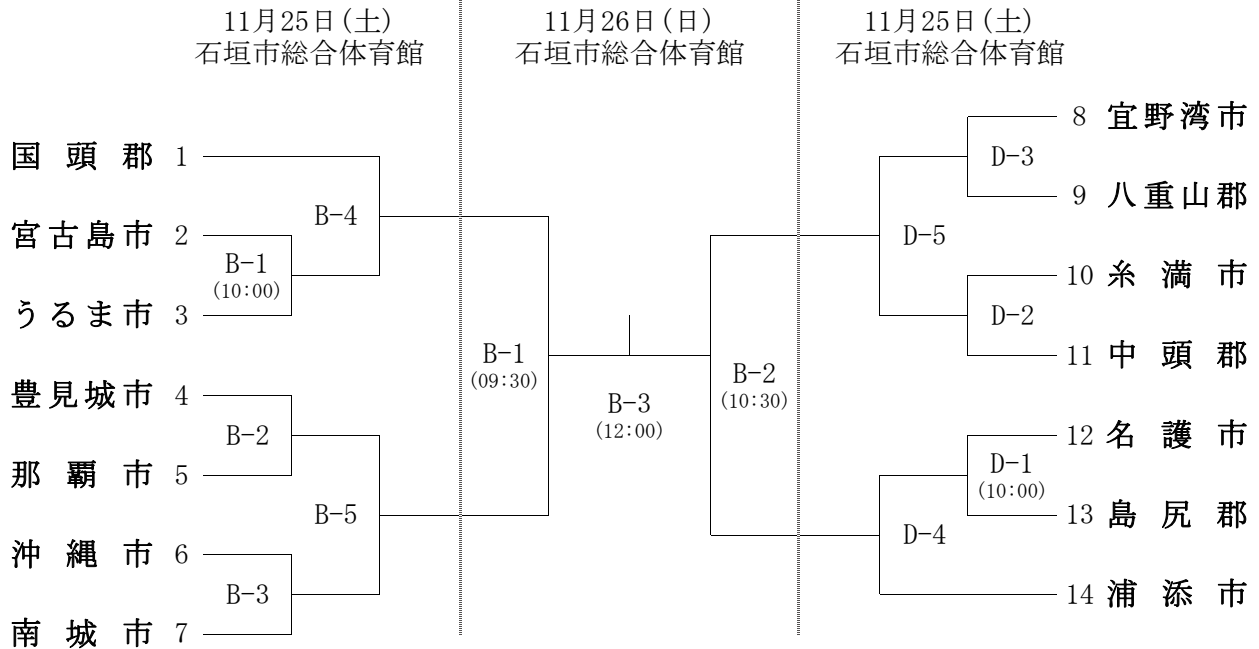 11月25日(土)
石垣市総合体育館
11月26日(日)
石垣市総合体育館
11月25日(土)
石垣市総合体育館
国頭郡 1
宮古島市 2
うるま市 3
豊見城市 4
那覇市 5
沖縄市 6
南城市 7
B-4
B-1
(10:00)
B-2
B-5
B-3
B-1
(09:30)
B-3
(12:00)
B-2
(10:30)
D-3
D-5
D-2
D-1
(10:00)
D-4
8 宜野湾市
9 八重山郡
10 糸満市
11 中頭郡
12 名護市
13 島尻郡
14 浦添市